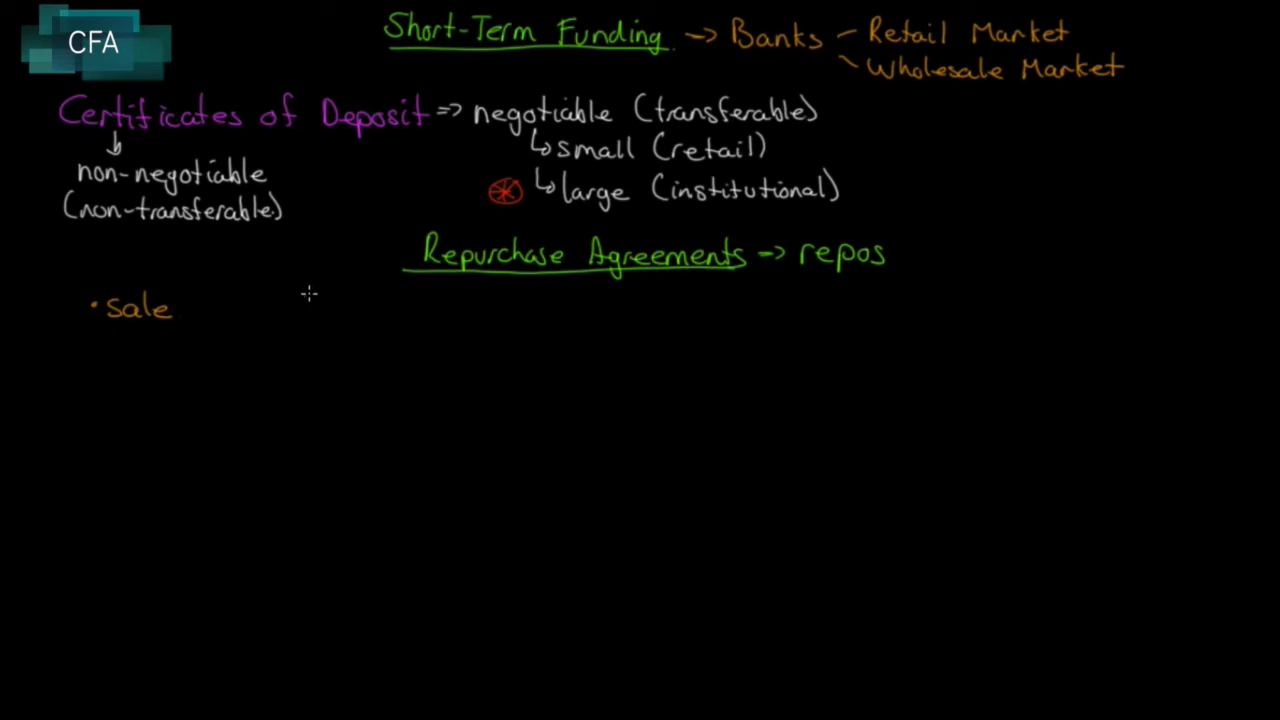 CFA
Short-Term Funding -> Banks - Retail Market
- Wholesale Market
Certificates of Deposit => negotiable (transferable)
↳ small (retail)
non-negotiable
↳ large (institutional)
(non-transferable)
Repurchase Agreements => repos
• sale